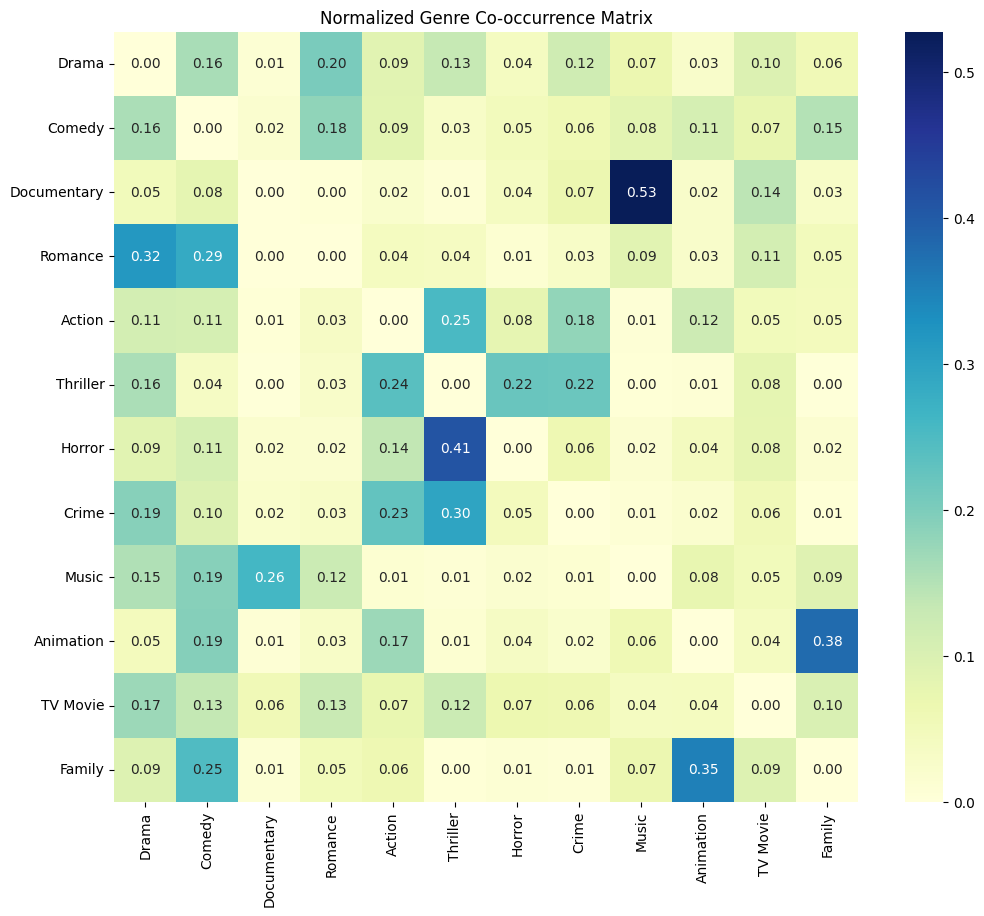 Normalized Genre Co-occurrence Matrix
Drama 0.00 0.16 0.01 0.20 0.09 0.13 0.04 0.12 0.07 0.03 0.10 0.06
Comedy 0.16 0.00 0.02 0.18 0.09 0.03 0.05 0.06 0.08 0.11 0.07 0.15
Documentary 0.05 0.08 0.00 0.00 0.02 0.01 0.04 0.07 0.53 0.02 0.14 0.03
Romance 0.32 0.29 0.00 0.00 0.04 0.04 0.01 0.03 0.09 0.03 0.11 0.05
Action 0.11 0.11 0.01 0.03 0.00 0.25 0.08 0.18 0.01 0.12 0.05 0.05
Thriller 0.16 0.04 0.00 0.03 0.24 0.00 0.22 0.22 0.00 0.01 0.08 0.00
Horror 0.09 0.11 0.02 0.02 0.14 0.41 0.00 0.06 0.02 0.04 0.08 0.02
Crime 0.19 0.10 0.02 0.03 0.23 0.30 0.05 0.00 0.01 0.02 0.06 0.01
Music 0.15 0.19 0.26 0.12 0.01 0.01 0.02 0.01 0.00 0.08 0.05 0.09
Animation 0.05 0.19 0.01 0.03 0.17 0.01 0.04 0.02 0.06 0.00 0.04 0.38
TV Movie 0.17 0.13 0.06 0.13 0.07 0.12 0.07 0.06 0.04 0.04 0.00 0.10
Family 0.09 0.25 0.01 0.05 0.06 0.00 0.01 0.01 0.07 0.35 0.09 0.00
Drama Comedy Documentary Romance Action Thriller Horror Crime Music Animation TV Movie Family
0.5
0.4
0.3
0.2
0.1
0.0